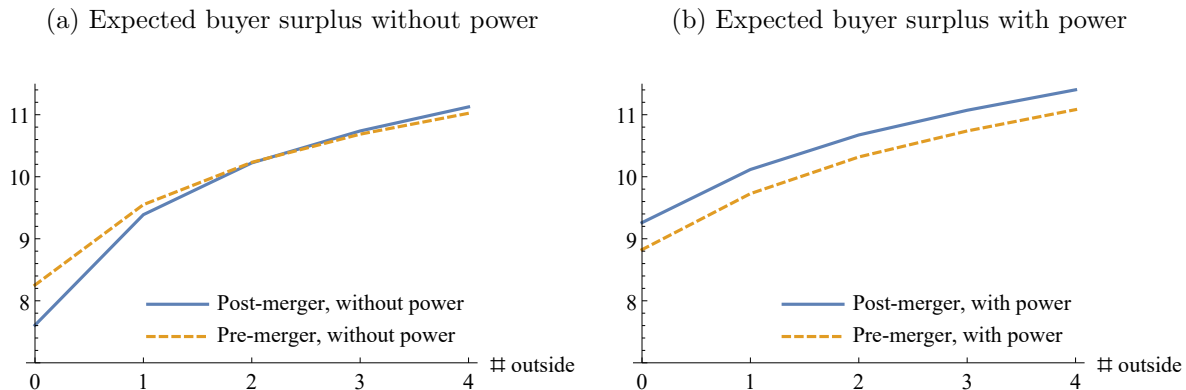 (a) Expected buyer surplus without power
11
10
9
8
Post-merger, without power
Pre-merger, without power
0 1 2 3 4
# outside
(b) Expected buyer surplus with power
11
10
9
8
Post-merger, with power
Pre-merger, with power
0 1 2 3 4
# outside